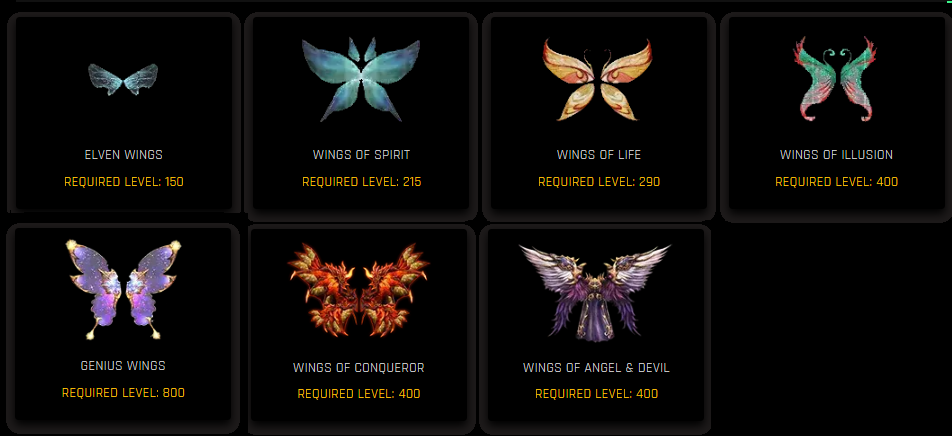 ELVEN WINGS
REQUIRED LEVEL: 150
WINGS OF SPIRIT
REQUIRED LEVEL: 215
WINGS OF LIFE
REQUIRED LEVEL: 290
WINGS OF ILLUSION
REQUIRED LEVEL: 400
GENIUS WINGS
REQUIRED LEVEL: 800
WINGS OF CONQUEROR
REQUIRED LEVEL: 400
WINGS OF ANGEL & DEVIL
REQUIRED LEVEL: 400